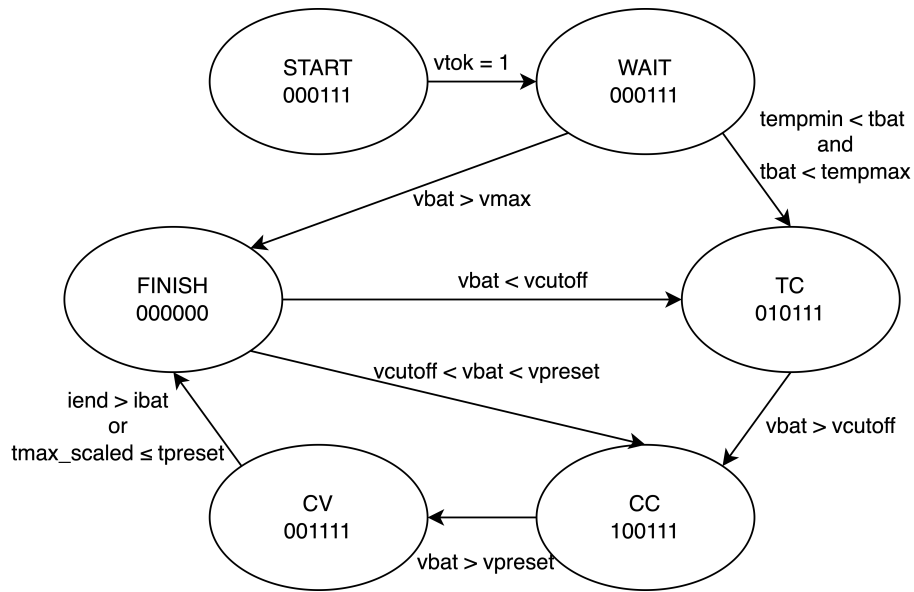 START
000111
vtok = 1
WAIT
000111
tempmin < tbat
and
tbat < tempmax
vbat > vmax
FINISH
000000
vbat < vcutoff
TC
010111
vcutoff < vbat < vpreset
iend > ibat
or
tmax_scaled ≤ tpreset
vbat > vcutoff
CV
001111
CC
100111
vbat > vpreset